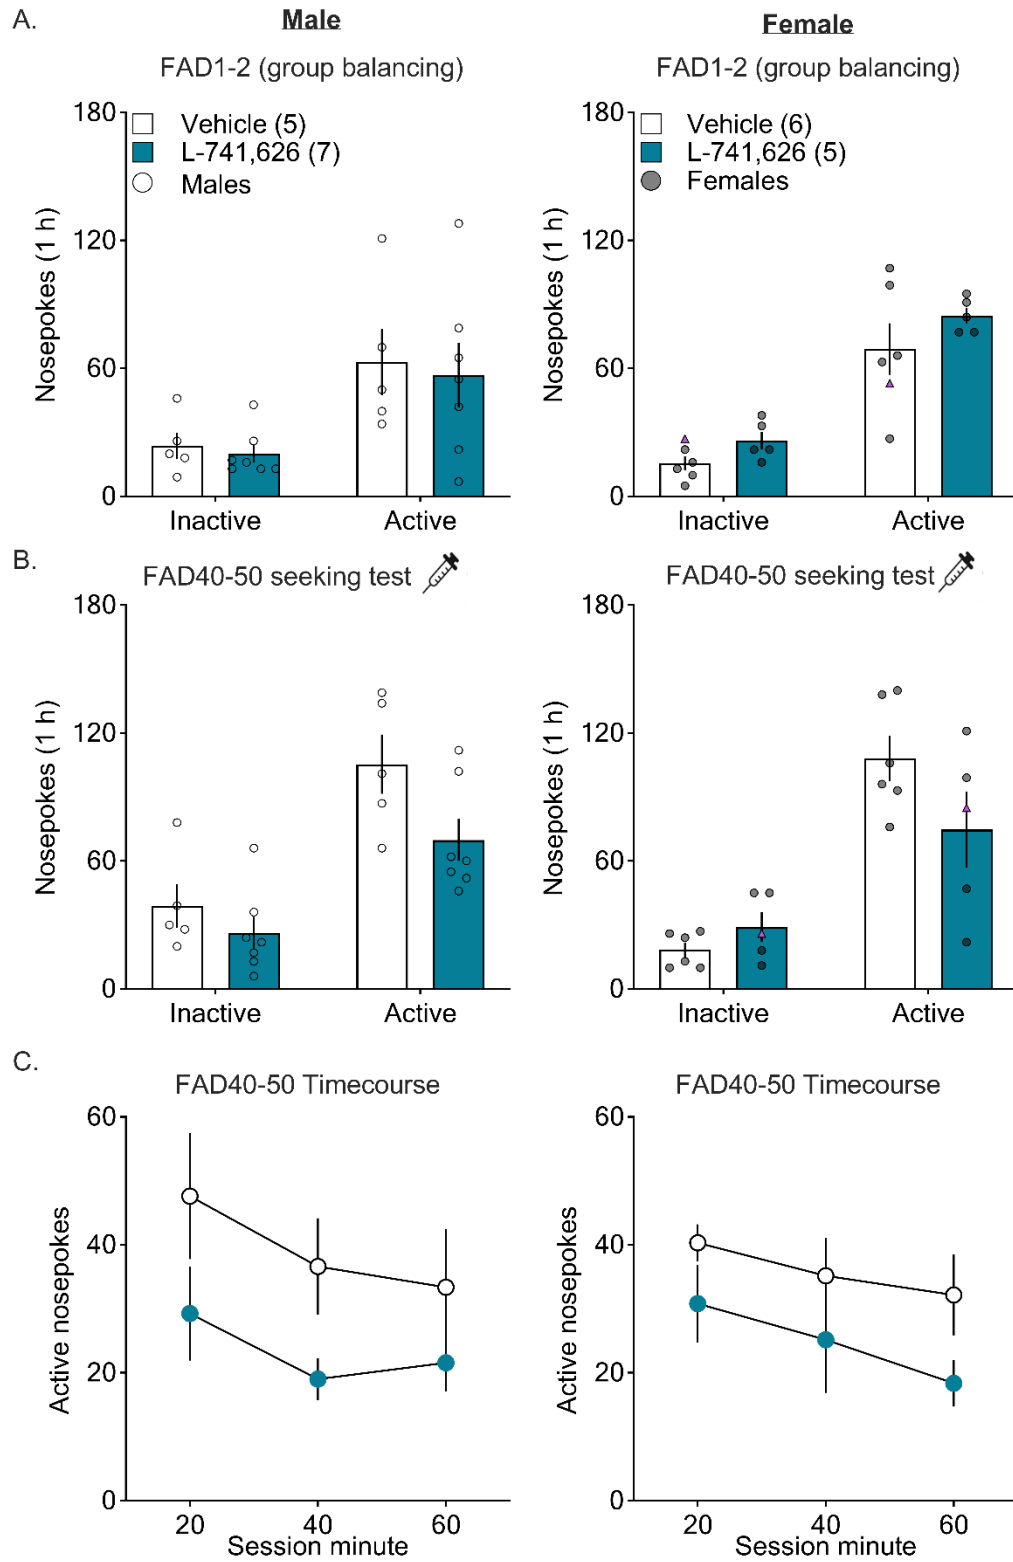 A.
Male
Female
FAD1-2 (group balancing)
FAD1-2 (group balancing)
Nosepokes (1 h)
180
120
60
0
Vehicle (5)
L-741,626 (7)
Males
Inactive
Active
Nosepokes (1 h)
180
120
60
0
Vehicle (6)
L-741,626 (5)
Females
Inactive
Active
B.
FAD40-50 seeking test
FAD40-50 seeking test
Nosepokes (1 h)
180
120
60
0
Inactive
Active
Nosepokes (1 h)
180
120
60
0
Inactive
Active
C.
FAD40-50 Timecourse
FAD40-50 Timecourse
Active nosepokes
60
40
20
0
20
40
60
Session minute
Active nosepokes
60
40
20
0
20
40
60
Session minute